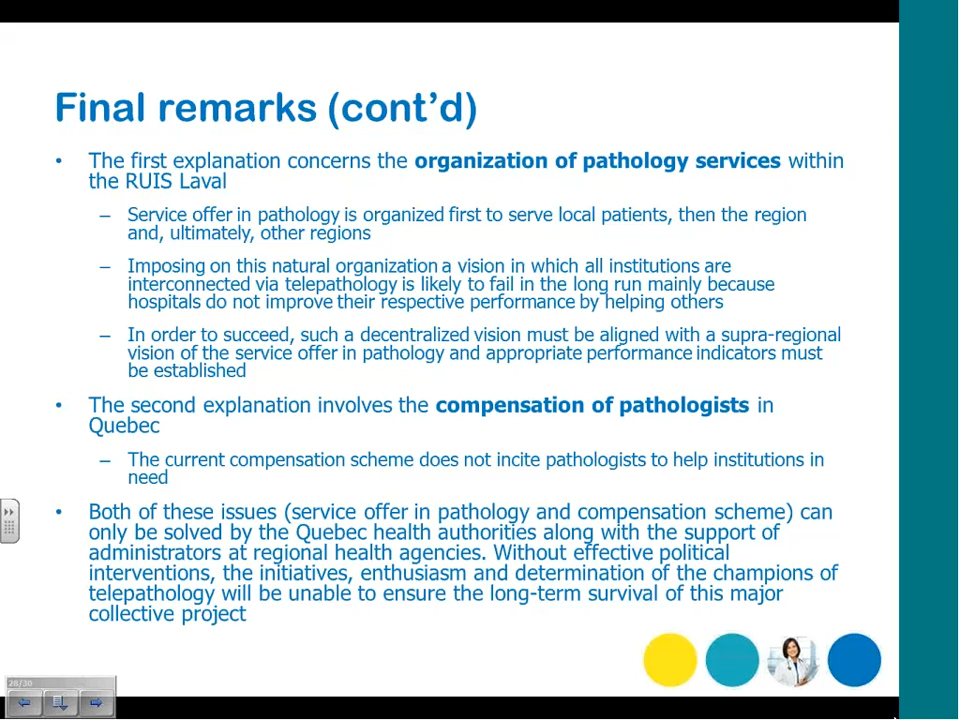 Final remarks (cont’d)
• The first explanation concerns the organization of pathology services within
the RUIS Laval
– Service offer in pathology is organized first to serve local patients, then the region
and, ultimately, other regions
– Imposing on this natural organization a vision in which all institutions are
interconnected via telepathology is likely to fail in the long run mainly because
hospitals do not improve their respective performance by helping others
– In order to succeed, such a decentralized vision must be aligned with a supra-regional
vision of the service offer in pathology and appropriate performance indicators must
be established
• The second explanation involves the compensation of pathologists in
Quebec
– The current compensation scheme does not incite pathologists to help institutions in
need
• Both of these issues (service offer in pathology and compensation scheme) can
only be solved by the Quebec health authorities along with the support of
administrators at regional health agencies. Without effective political
interventions, the initiatives, enthusiasm and determination of the champions of
telepathology will be unable to ensure the long-term survival of this major
collective project
28/30